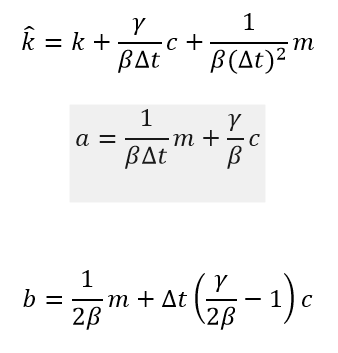 k̂ = k + γ/(βΔt) c + 1/(β(Δt)²) m
a = 1/(βΔt) m + γ/β c
b = 1/(2β) m + Δt (γ/(2β) − 1) c